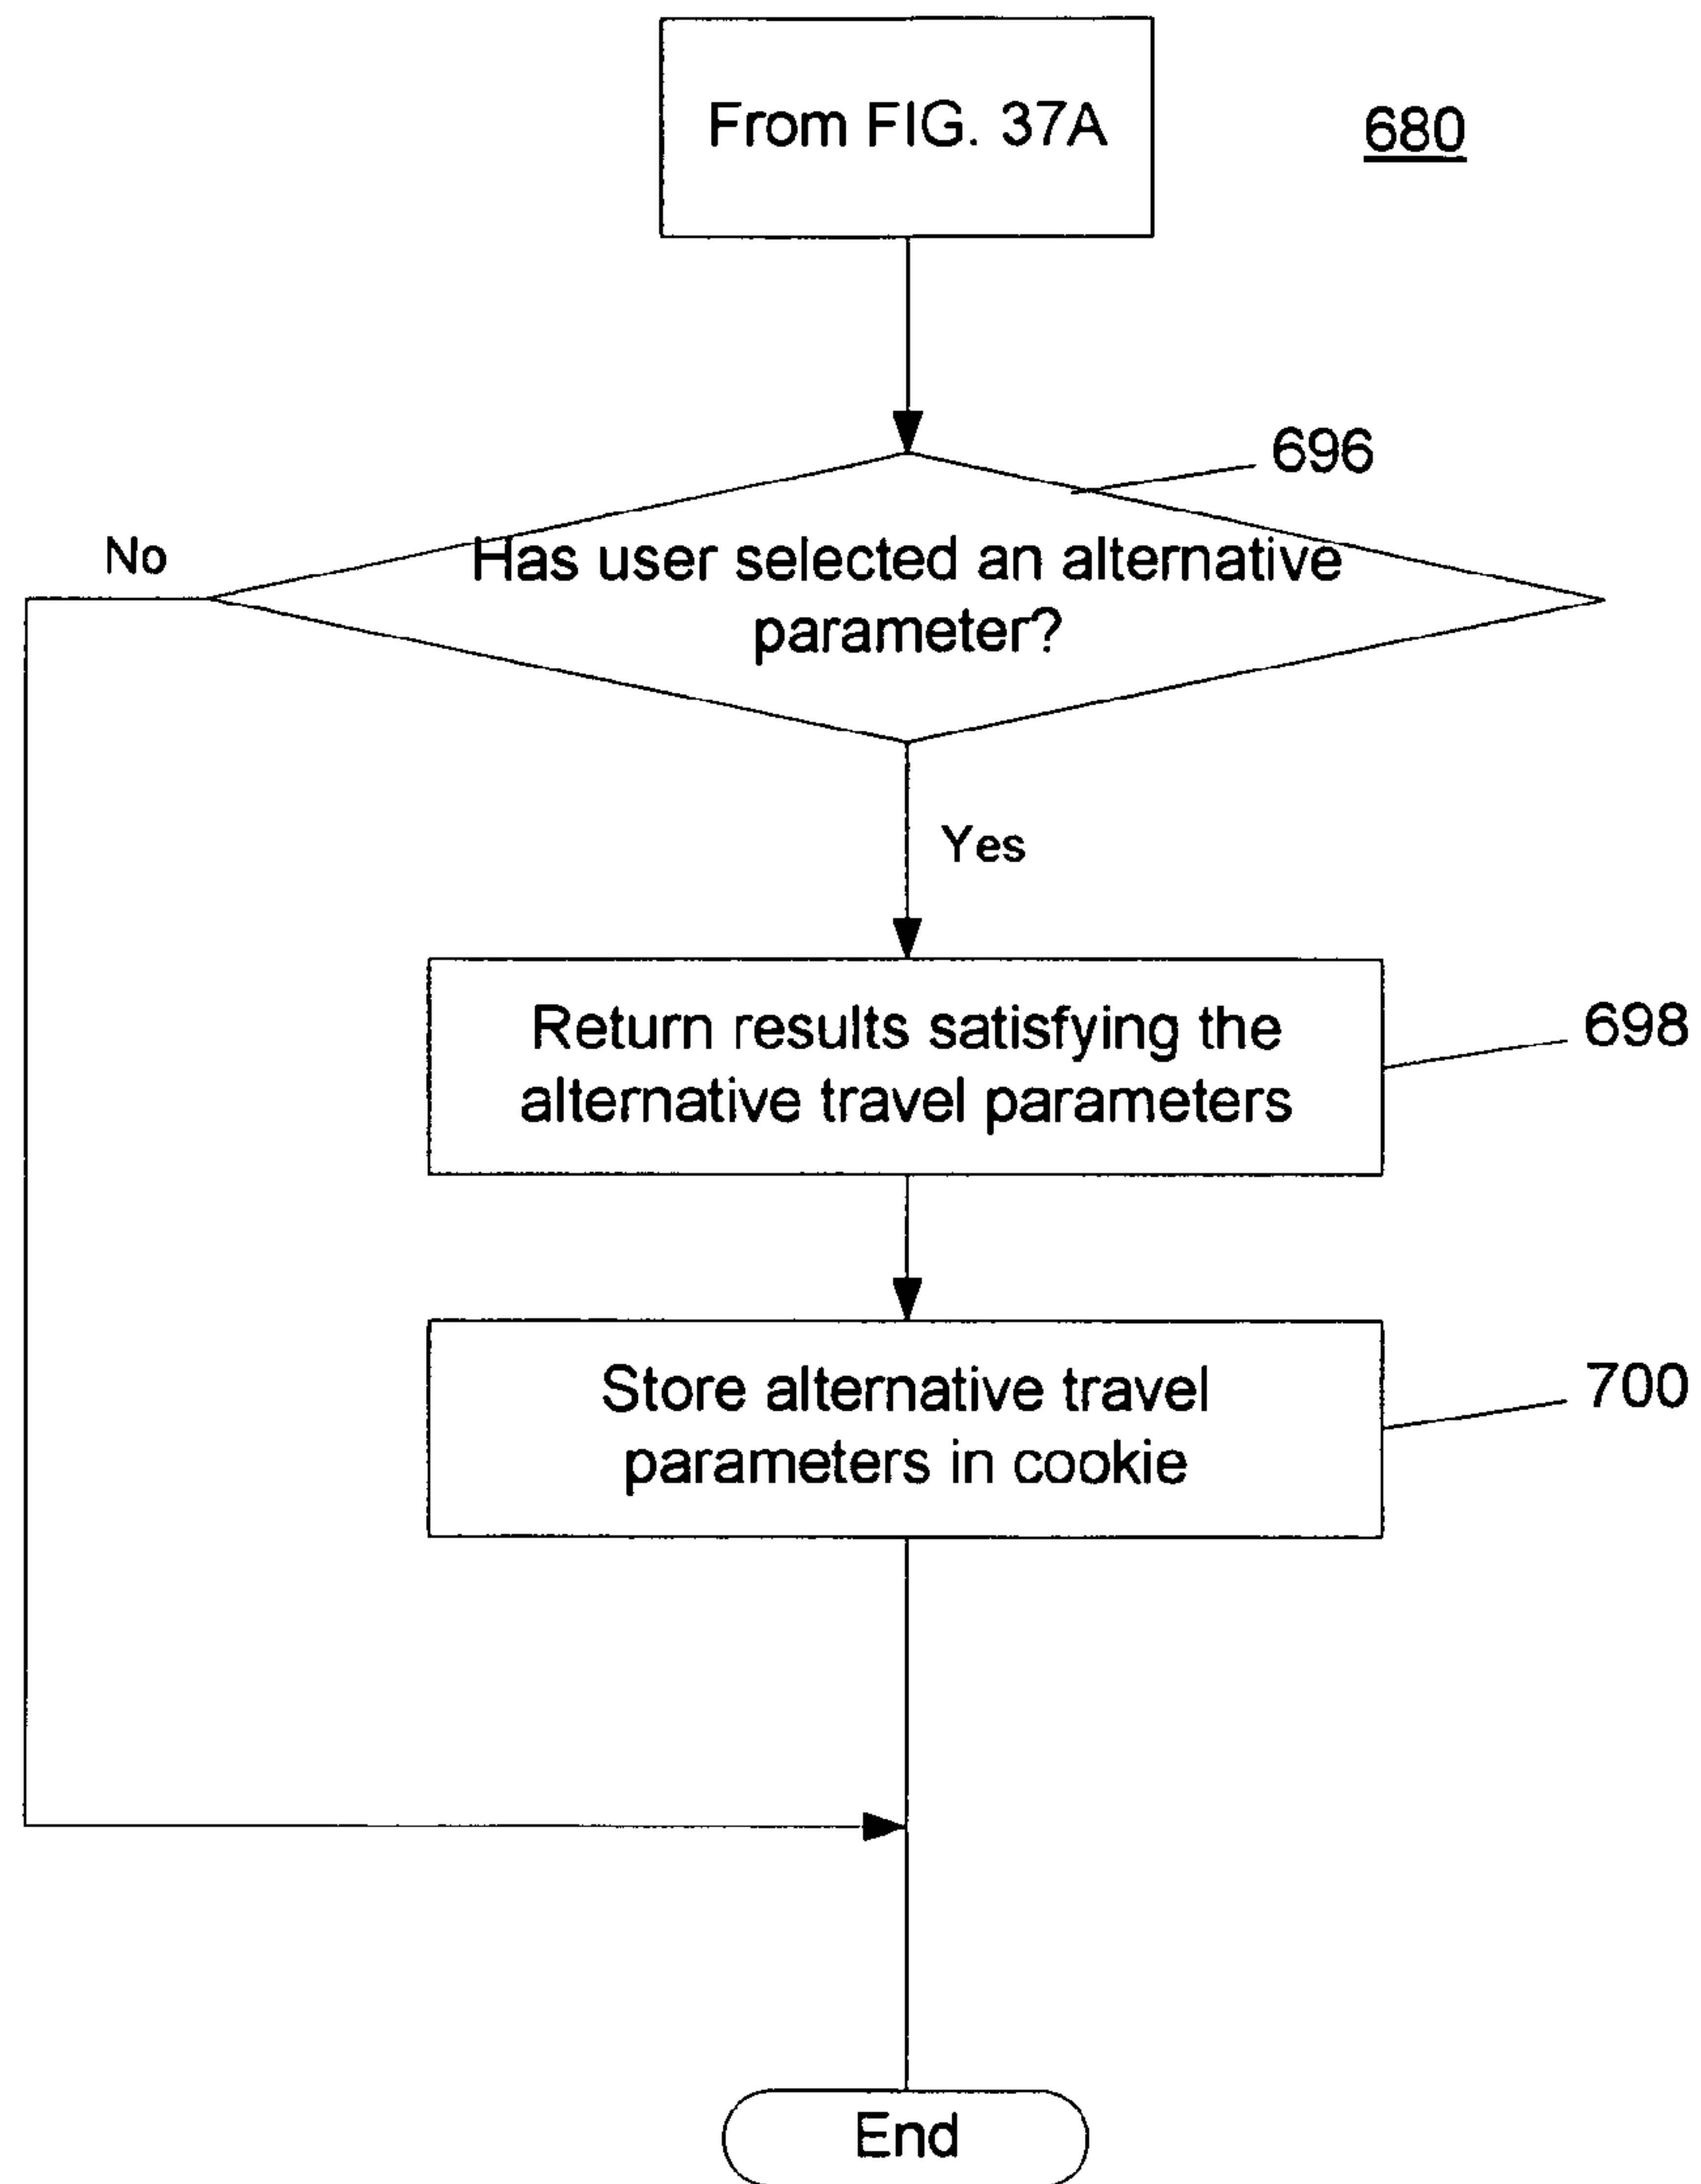 From FIG. 37A
680
696
No
Has user selected an alternative
parameter?
Yes
Return results satisfying the
alternative travel parameters
698
Store alternative travel
parameters in cookie
700
End